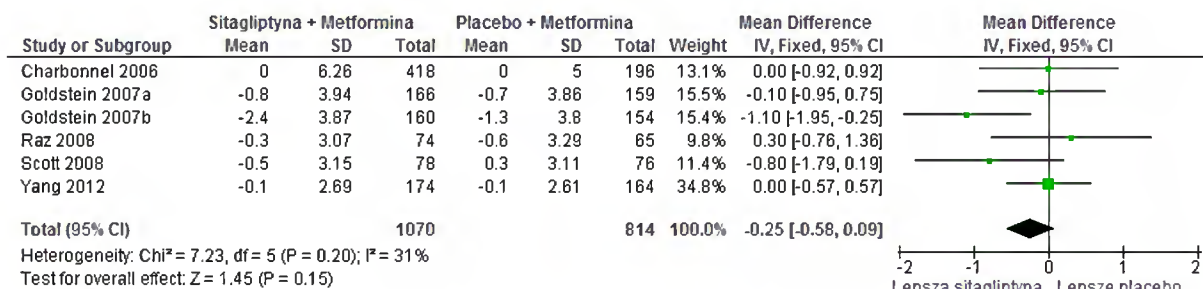 Sitagliptyna + Metformina Placebo + Metformina Mean Difference Mean Difference
Study or Subgroup Mean SD Total Mean SD Total Weight IV, Fixed, 95% CI IV, Fixed, 95% CI
Charbonnel 2006 0 6.26 418 0 5 196 13.1% 0.00 [-0.92, 0.92]
Goldstein 2007a -0.8 3.94 166 -0.7 3.86 159 15.5% -0.10 [-0.95, 0.75]
Goldstein 2007b -2.4 3.87 160 -1.3 3.8 154 15.4% -1.10 [-1.95, -0.25]
Raz 2008 -0.3 3.07 74 -0.6 3.29 65 9.8% 0.30 [-0.76, 1.36]
Scott 2008 -0.5 3.15 78 0.3 3.11 76 11.4% -0.80 [-1.79, 0.19]
Yang 2012 -0.1 2.69 174 -0.1 2.61 164 34.8% 0.00 [-0.57, 0.57]
Total (95% CI) 1070 814 100.0% -0.25 [-0.58, 0.09]
Heterogeneity: Chi² = 7.23, df = 5 (P = 0.20); I² = 31%
Test for overall effect: Z = 1.45 (P = 0.15)
-2 -1 0 1 2
Lepsza sitagliptyna Lepsze placebo